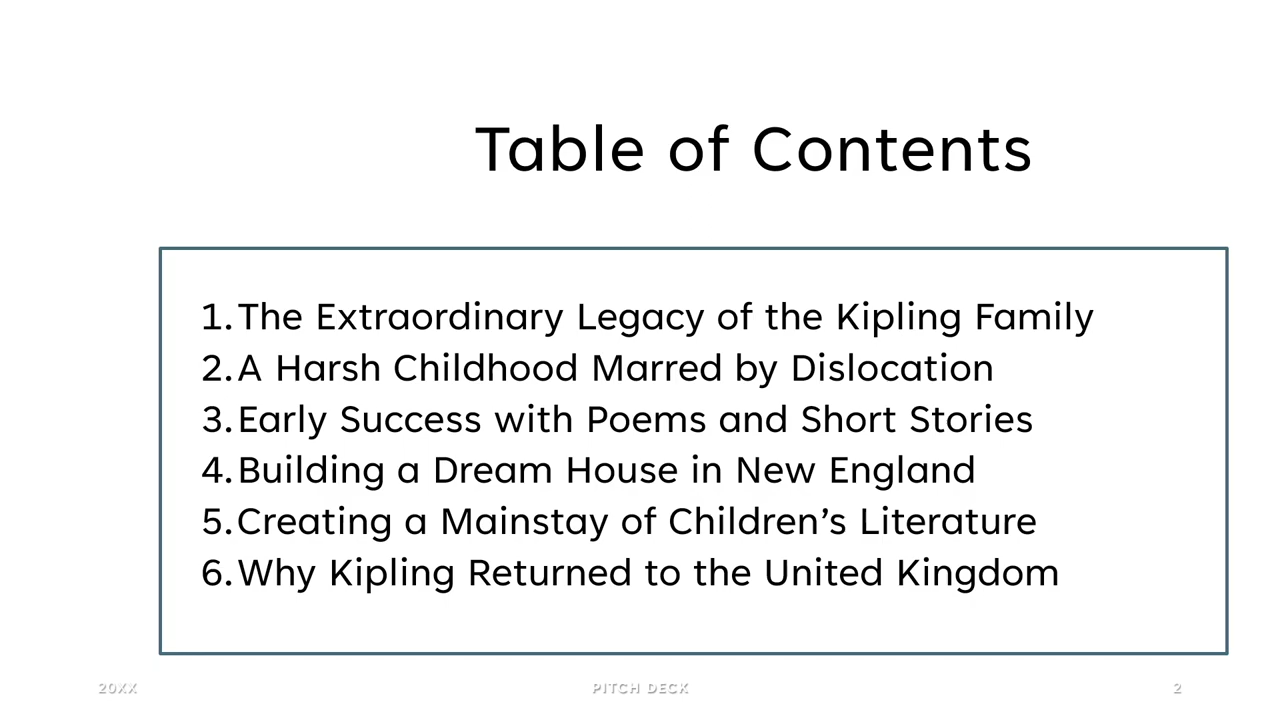 Table of Contents
1. The Extraordinary Legacy of the Kipling Family
2. A Harsh Childhood Marred by Dislocation
3. Early Success with Poems and Short Stories
4. Building a Dream House in New England
5. Creating a Mainstay of Children’s Literature
6. Why Kipling Returned to the United Kingdom
20XX
PITCH DECK
2